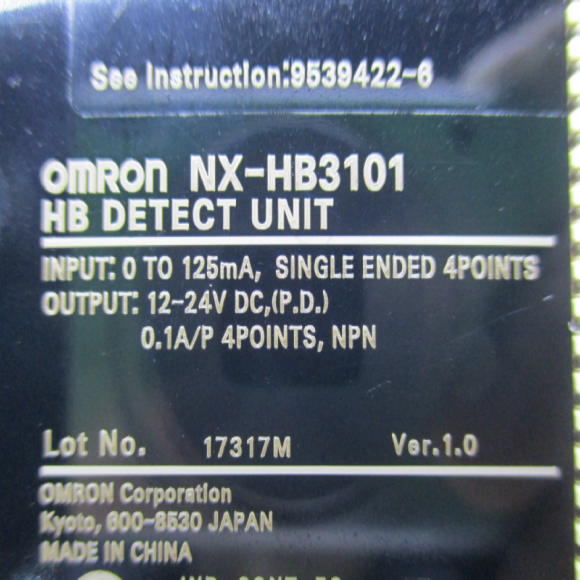 See Instruction:9539422-6
OMRON NX-HB3101
HB DETECT UNIT
INPUT: 0 TO 125mA, SINGLE ENDED 4POINTS
OUTPUT: 12-24V DC,(P.D.)
0.1A/P 4POINTS, NPN
Lot No. 17317M Ver.1.0
OMRON Corporation
Kyoto, 600-8530 JAPAN
MADE IN CHINA